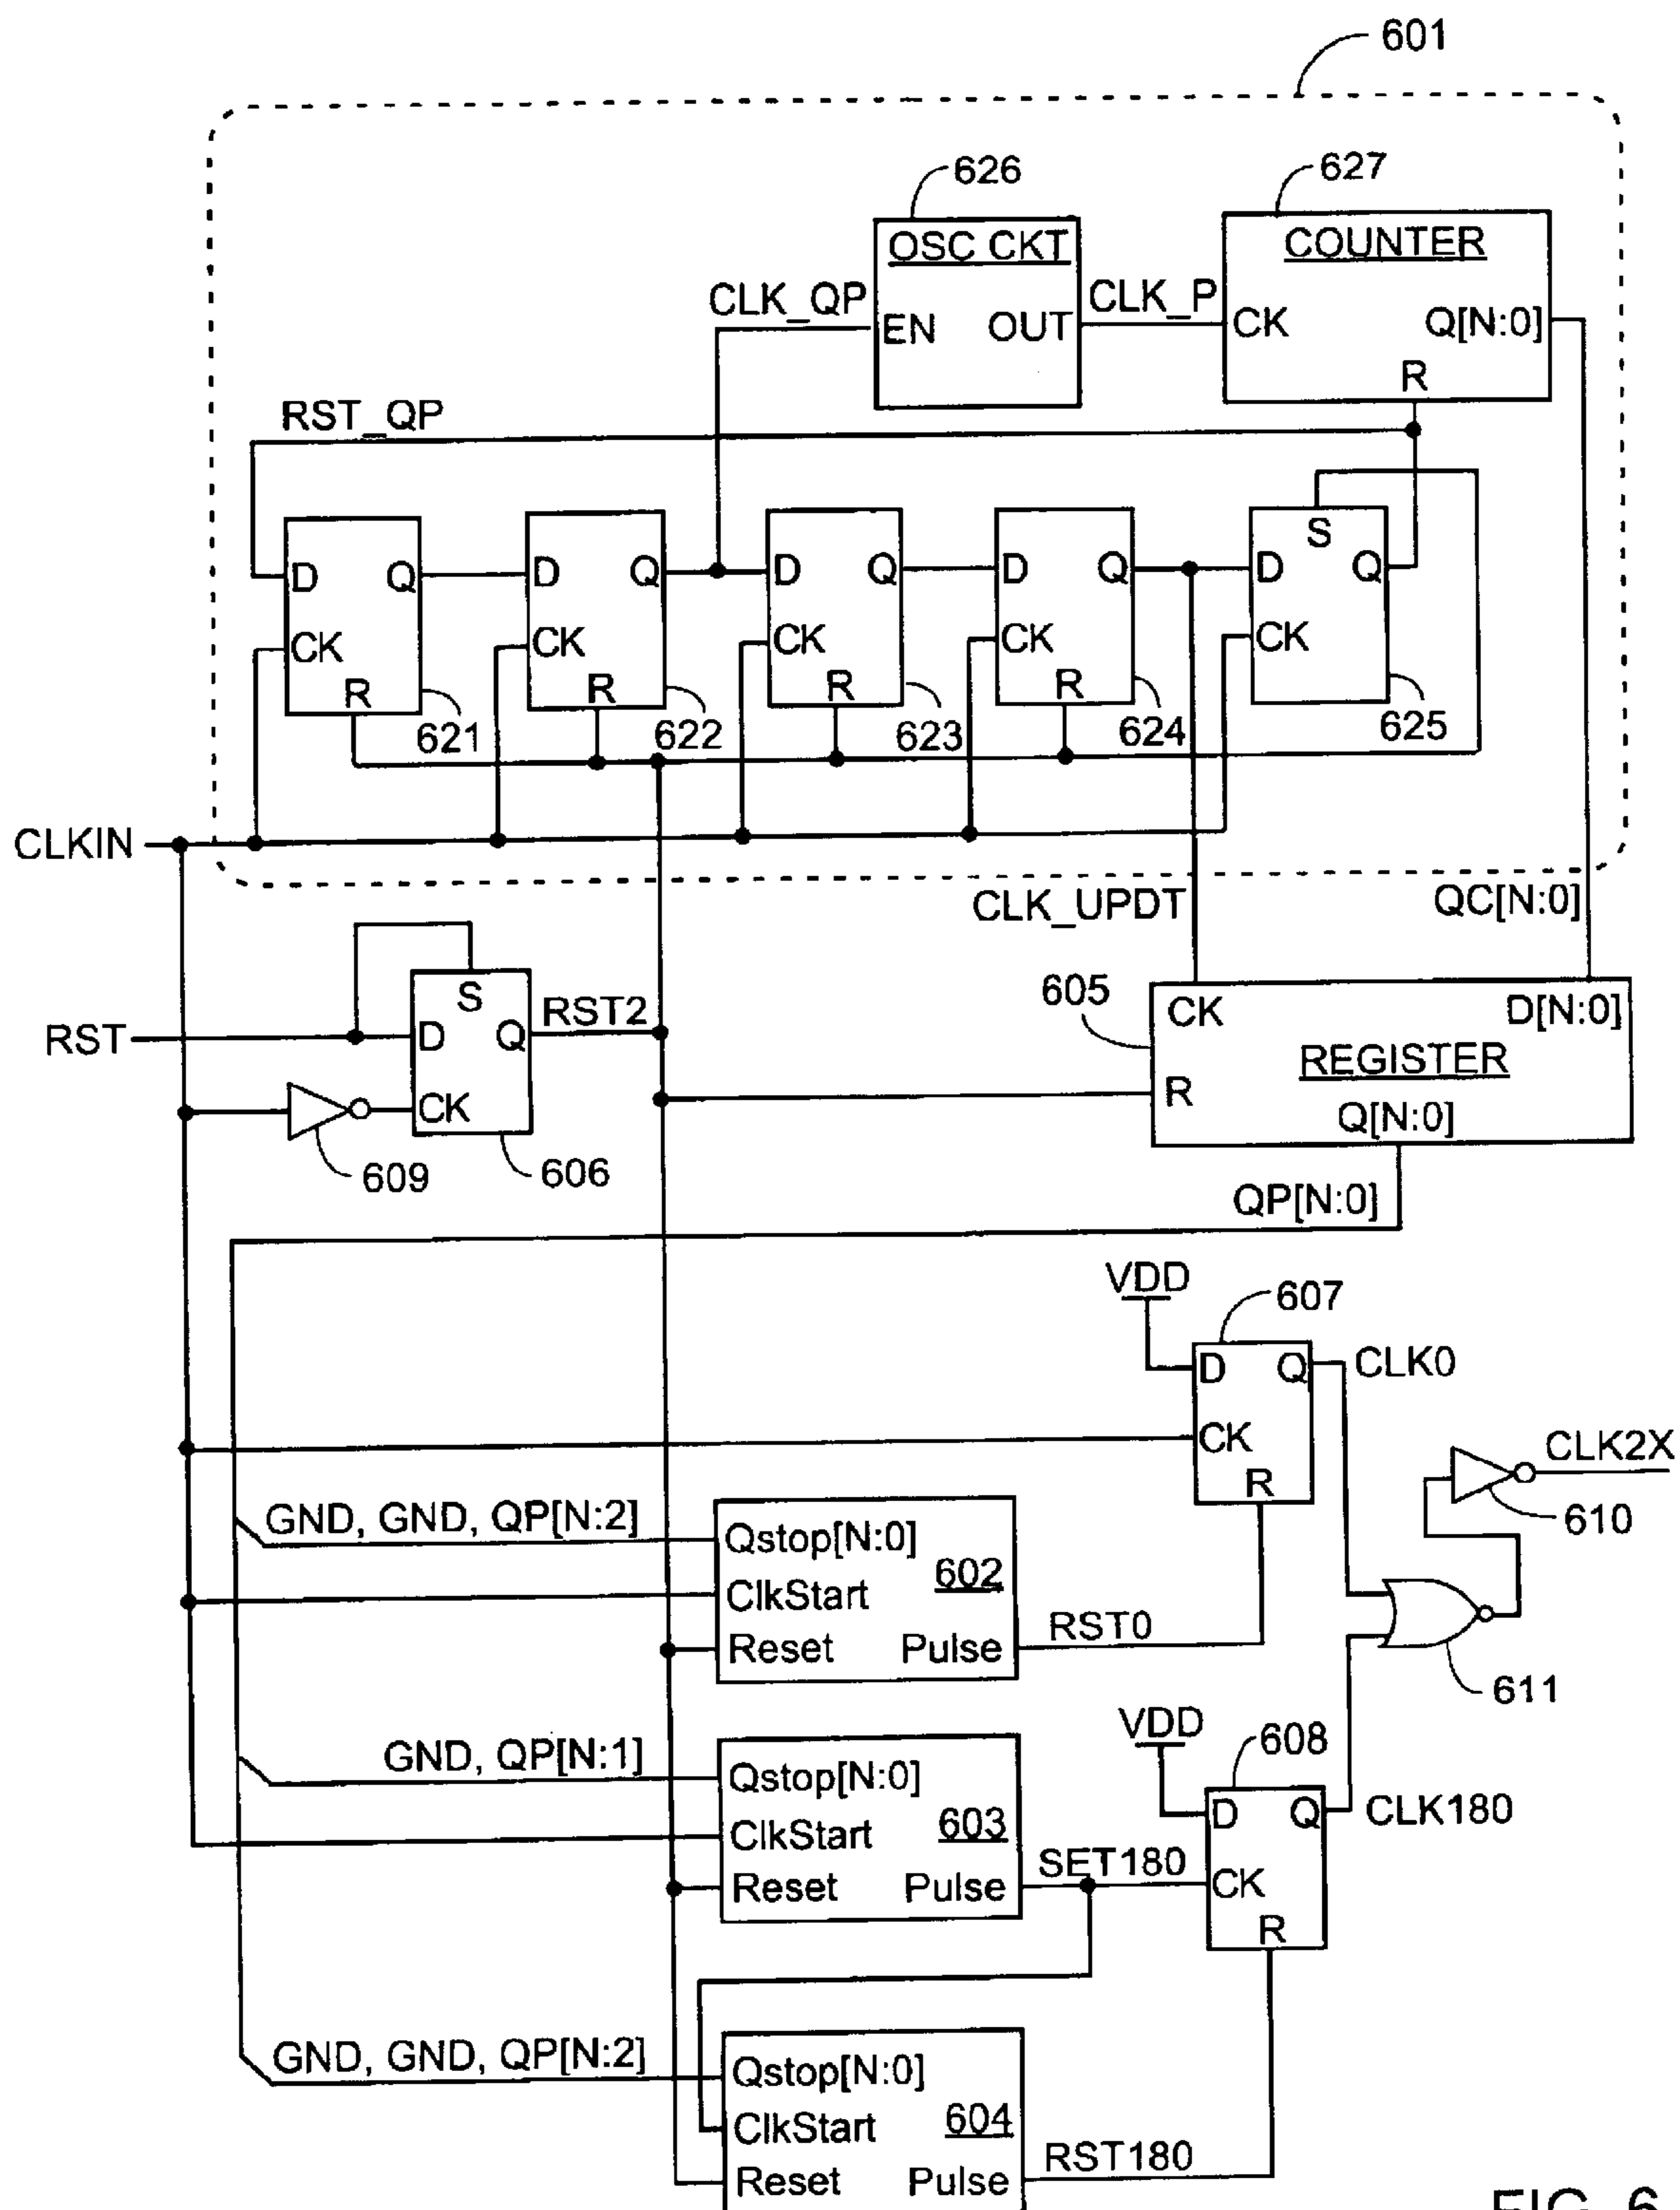 601
626
627
OSC CKT
COUNTER
CLK_QP
CLK_P
EN OUT
CK
Q[N:0]
R
RST_QP
S
D Q
D Q
D Q
D Q
D Q
CK
CK
CK
CK
CK
R
R
R
R
621
622
623
624
625
CLKIN
CLK_UPDT
QC[N:0]
S
605
CK
D[N:0]
RST
D Q
RST2
REGISTER
R
CK
Q[N:0]
609
606
QP[N:0]
VDD
607
D Q
CLK0
CK
R
CLK2X
610
GND, GND, QP[N:2]
Qstop[N:0]
602
ClkStart
Reset Pulse
RST0
611
VDD
608
GND, QP[N:1]
Qstop[N:0]
D Q
CLK180
603
ClkStart
SET180
Reset Pulse
CK
R
GND, GND, QP[N:2]
Qstop[N:0]
604
ClkStart
RST180
Reset Pulse
FIG. 6